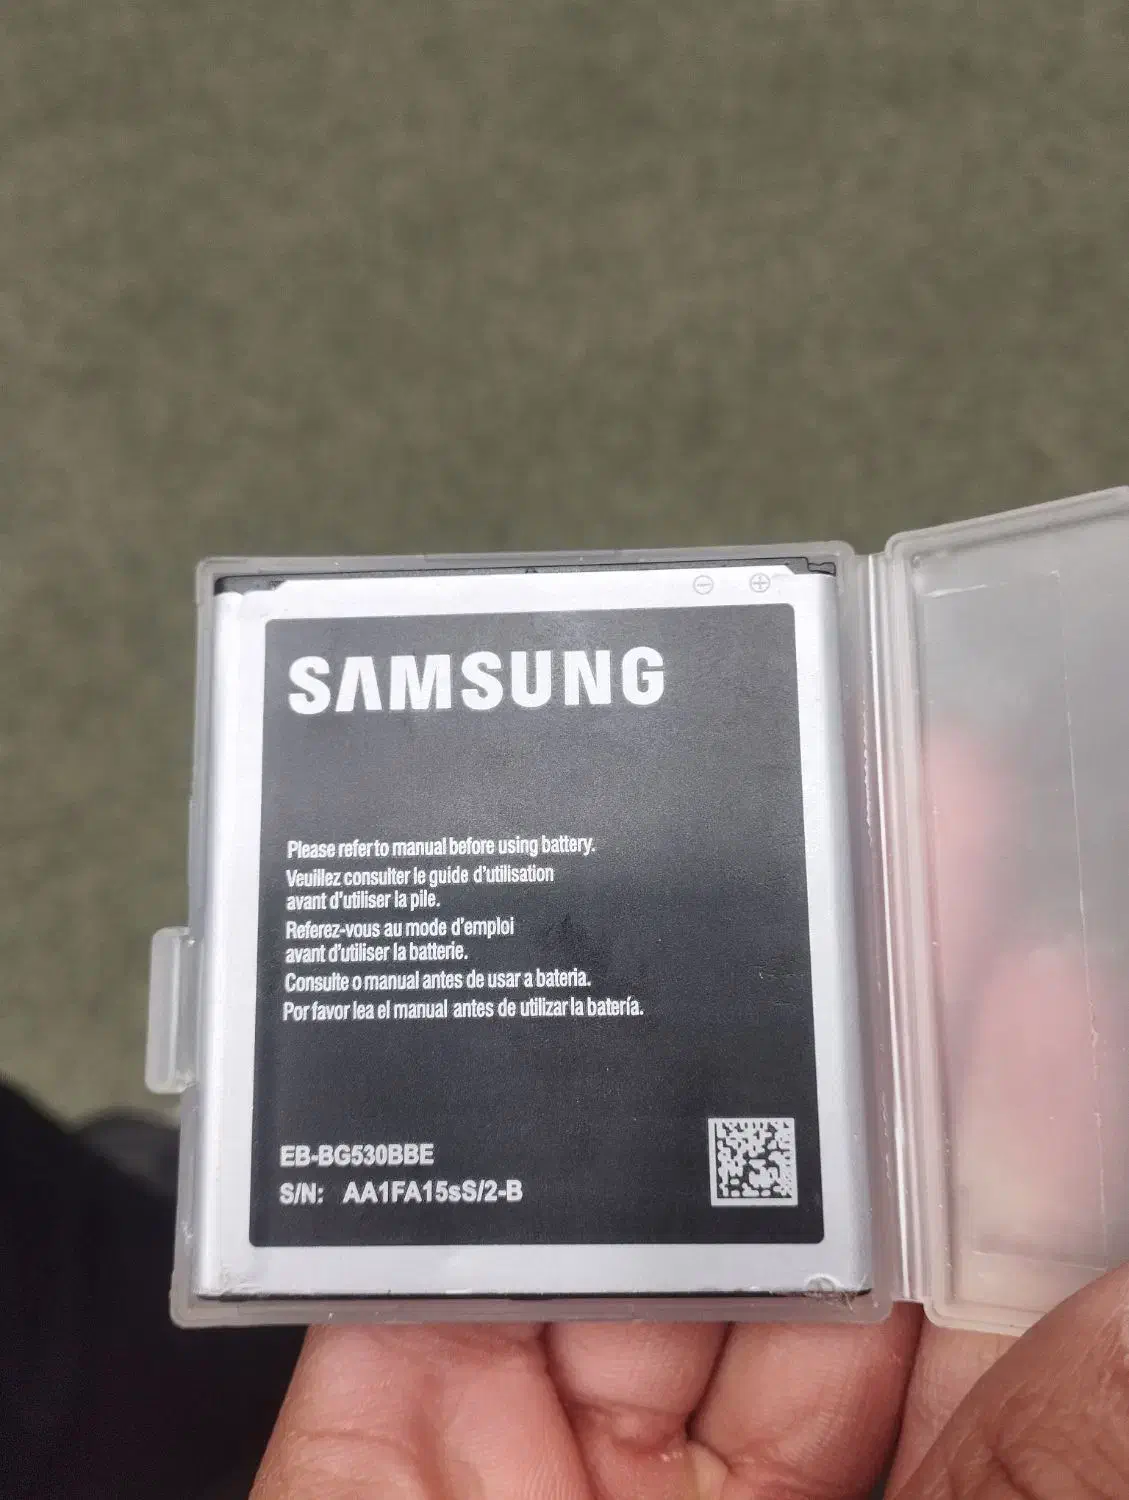 SAMSUNG
Please refer to manual before using battery.
Veuillez consulter le guide d'utilisation
avant d'utiliser la pile.
Referez-vous au mode d'emploi
avant d'utiliser la batterie.
Consulte o manual antes de usar a bateria.
Por favor lea el manual antes de utilizar la batería.
EB-BG530BBE
S/N: AA1FA15sS/2-B